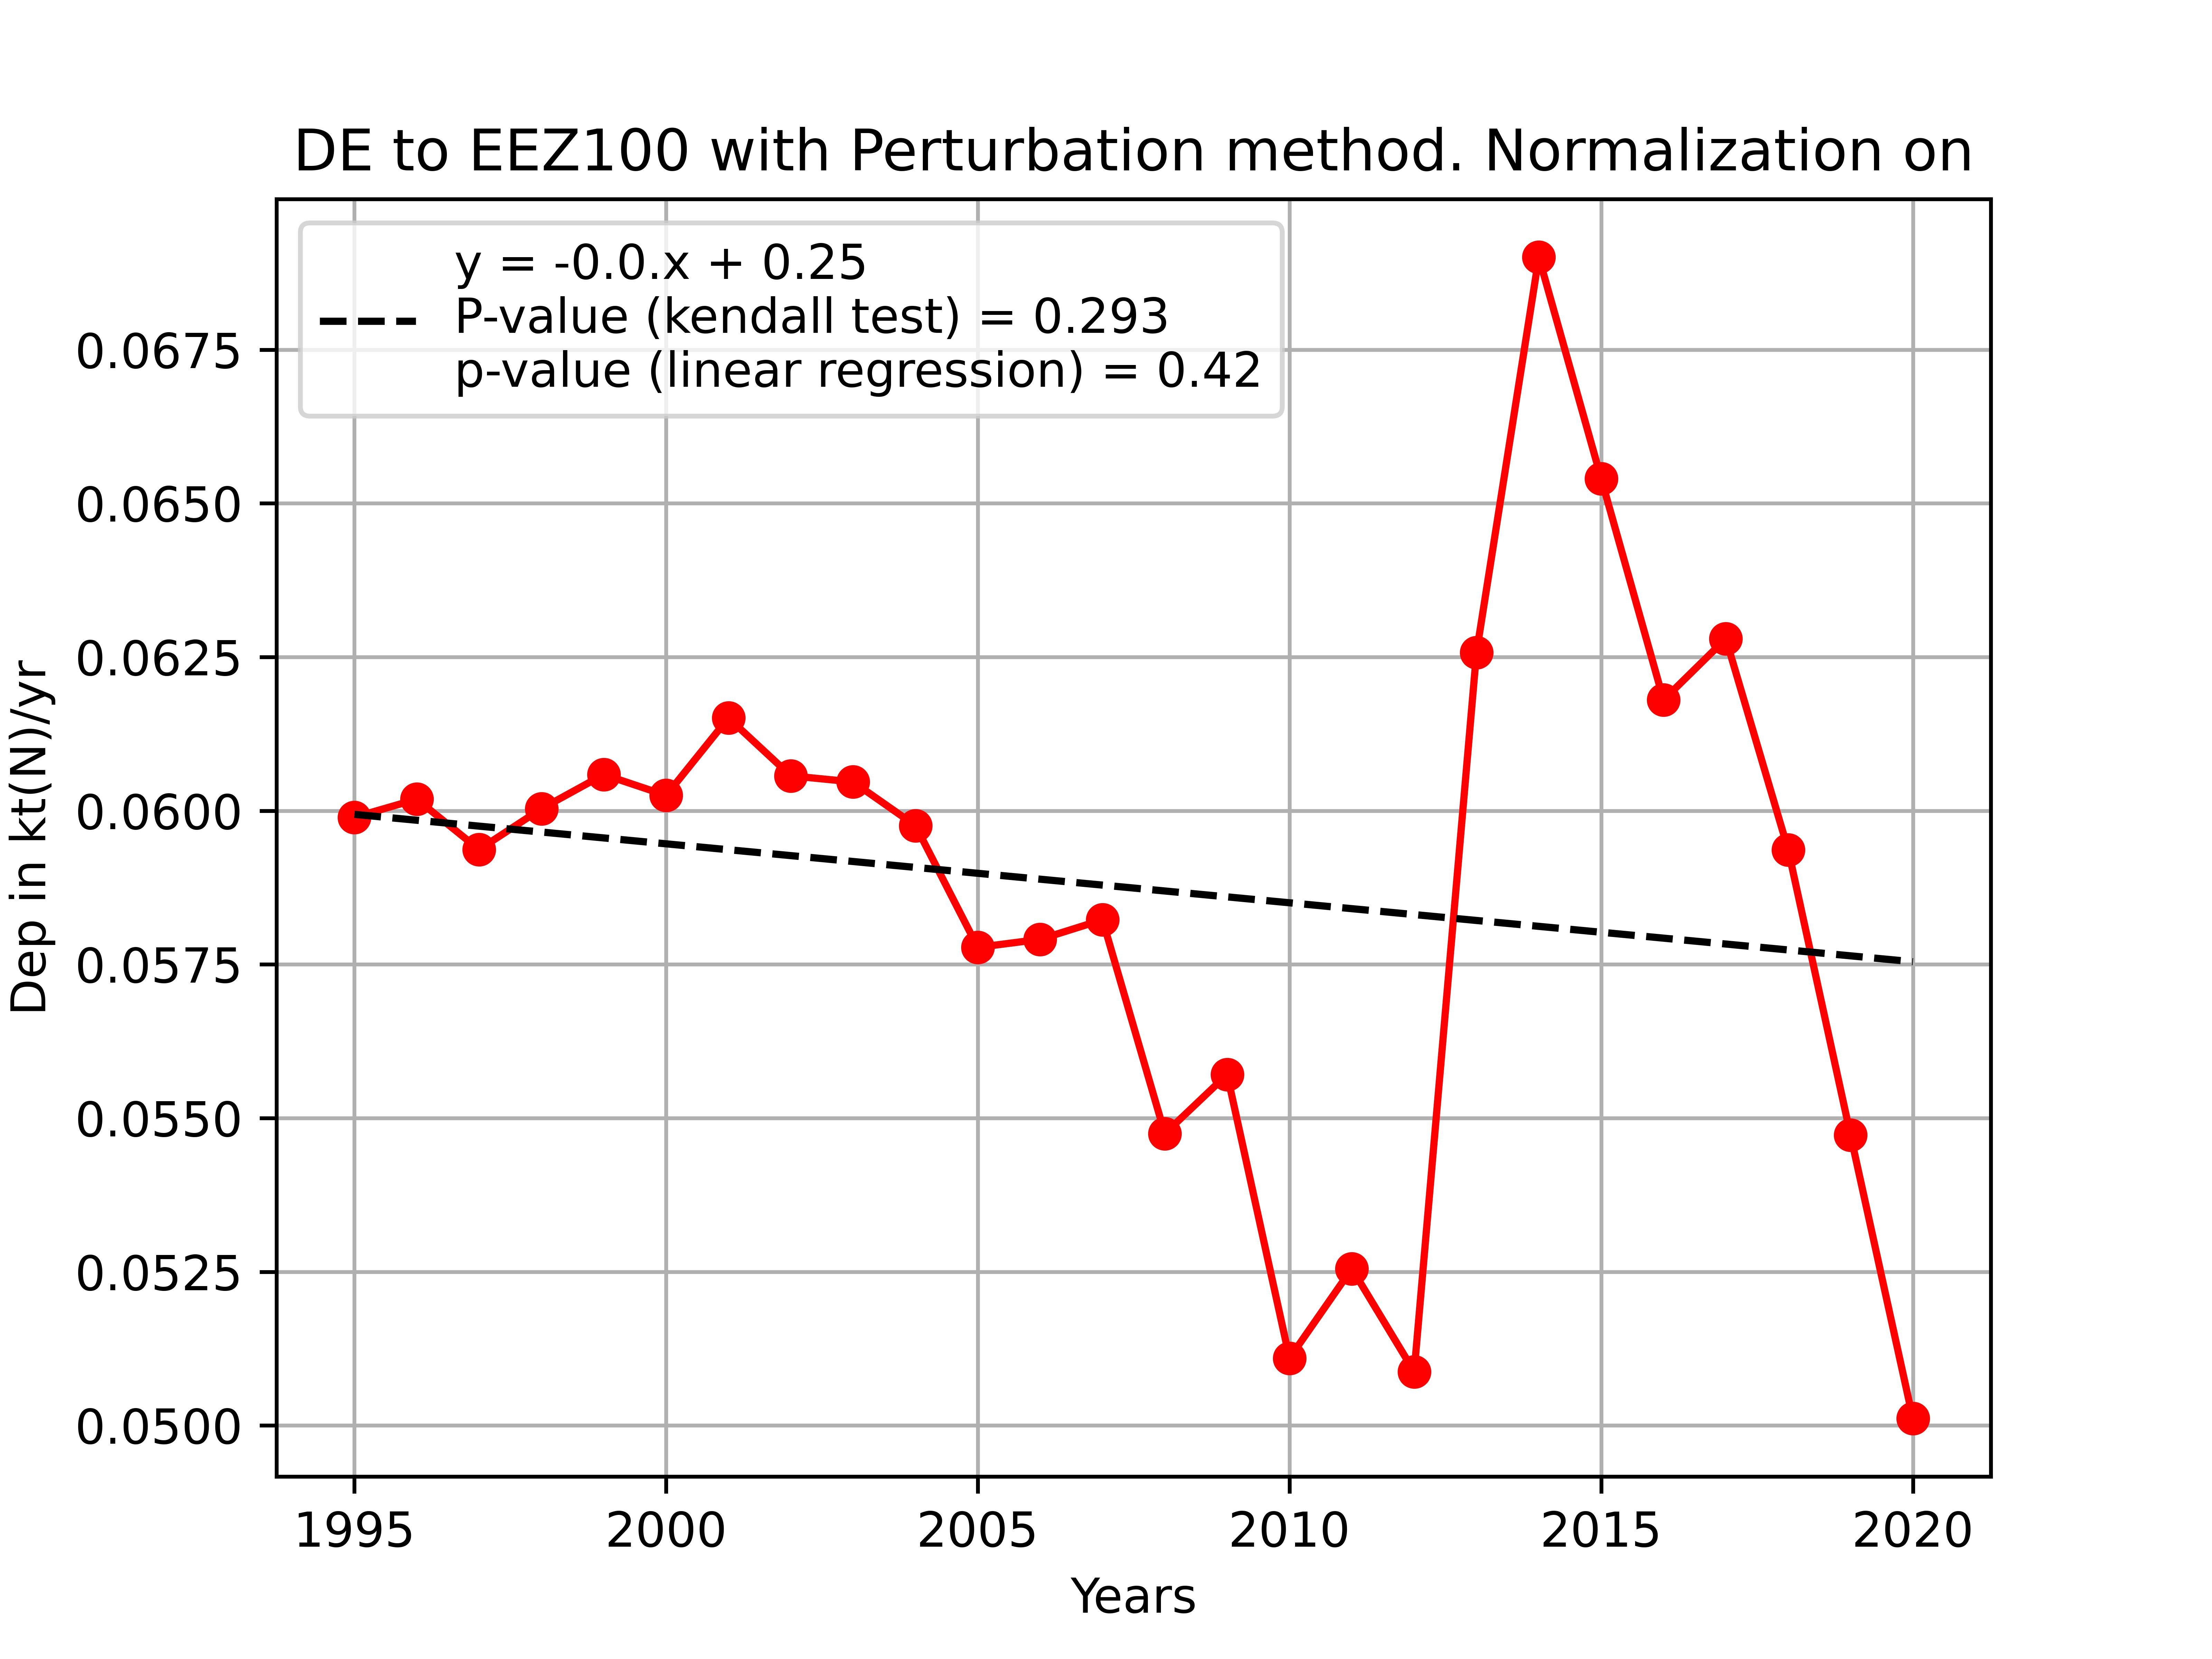 DE to EEZ100 with Perturbation method. Normalization on
y = -0.0.x + 0.25
P-value (kendall test) = 0.293
p-value (linear regression) = 0.42
0.0675
0.0650
0.0625
0.0600
0.0575
0.0550
0.0525
0.0500
Dep in ktt(N)/yr
1995 2000 2005 2010 2015 2020
Years